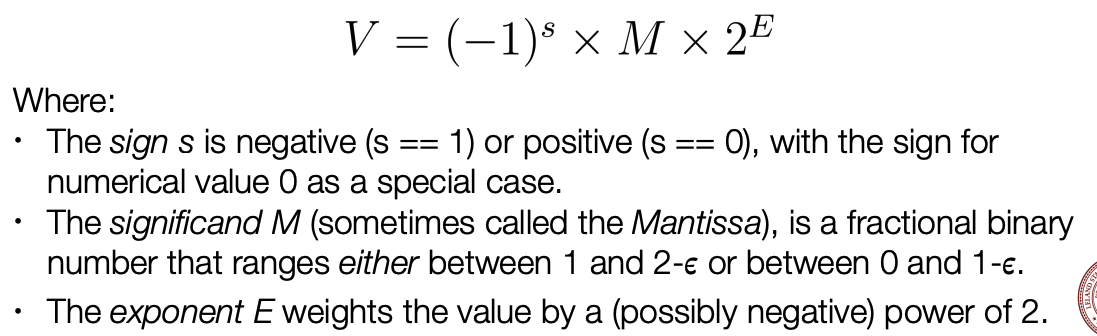 V = (−1)^s × M × 2^E
Where:
• The sign s is negative (s == 1) or positive (s == 0), with the sign for
numerical value 0 as a special case.
• The significand M (sometimes called the Mantissa), is a fractional binary
number that ranges either between 1 and 2-ϵ or between 0 and 1-ϵ.
• The exponent E weights the value by a (possibly negative) power of 2.